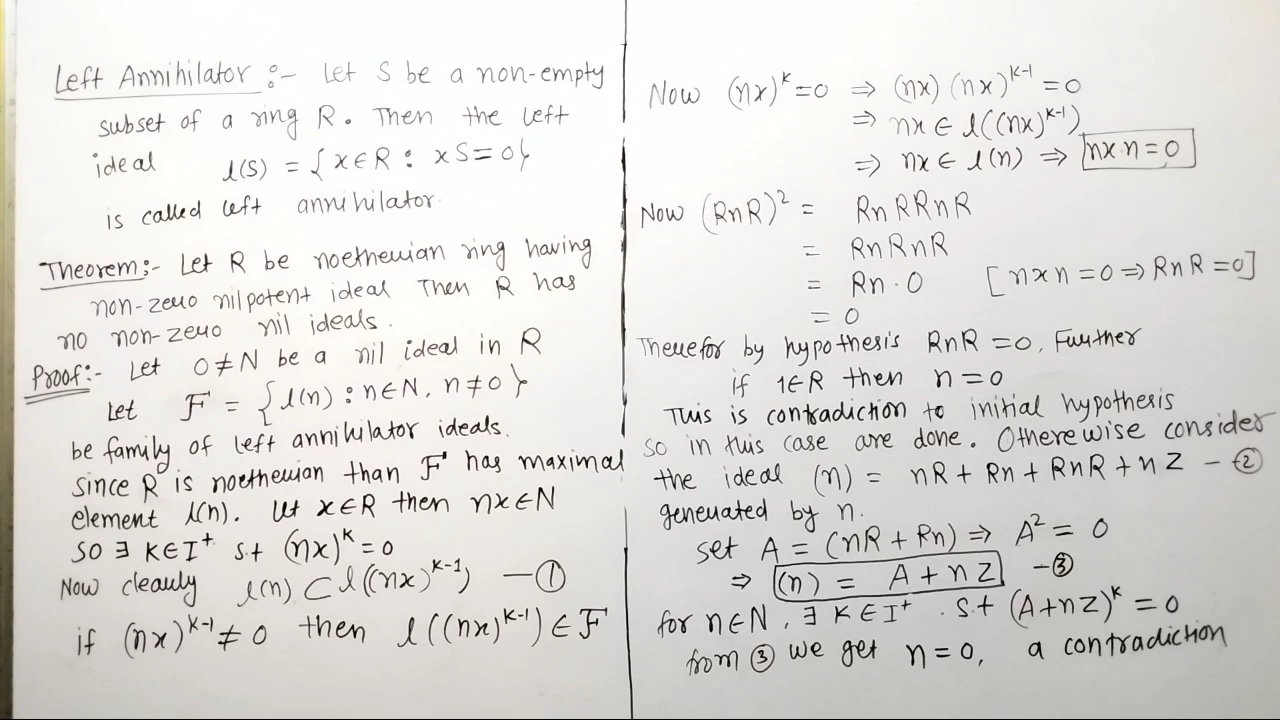 Left Annihilator :- Let S be a non-empty
subset of a ring R. Then the left
ideal l(S) = {x∈R : xS=0}
is called left annihilator.
Theorem:- Let R be noetherian ring having
non-zero nilpotent ideal Then R has
no non-zero nil ideals.
Proof:- Let 0≠N be a nil ideal in R
Let F = {l(n) : n∈N, n≠0}
be family of left annihilator ideals.
since R is noetherian than F has maximal
element l(n). Let x∈R then nx∈N
so ∃ k∈I⁺ s.t (nx)^k=0
Now clearly l(n) ⊂ l((nx)^{k-1}) —①
if (nx)^{k-1}≠0 then l((nx)^{k-1})∈F
Now (nx)^k=0 ⇒ (nx)(nx)^{k-1}=0
⇒ nx∈l((nx)^{k-1})
⇒ nx∈l(n) ⇒ nx·n=0
Now (RnR)² = RnRRnR
= RnRnR
= Rn·0 [nxn=0⇒RnR=0]
= 0
Therefor by hypothesis RnR=0, Further
if 1∈R then n=0
This is contradiction to initial hypothesis
so in this case are done. Otherewise consider
the ideal (n) = nR+Rn+RnR+nZ —②
generated by n.
set A = (nR+Rn) ⇒ A² = 0
⇒ (n) = A+nZ —③
for n∈N, ∃ k∈I⁺ s.t (A+nZ)^k = 0
from ③ we get n=0, a contradiction